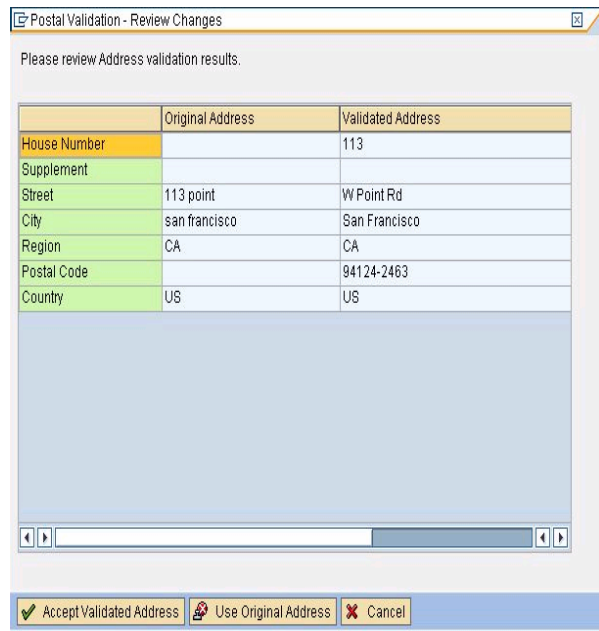 Postal Validation - Review Changes
Please review Address validation results.
Original Address Validated Address
House Number 113
Supplement
Street 113 point W Point Rd
City san francisco San Francisco
Region CA CA
Postal Code 94124-2463
Country US US
Accept Validated Address Use Original Address Cancel